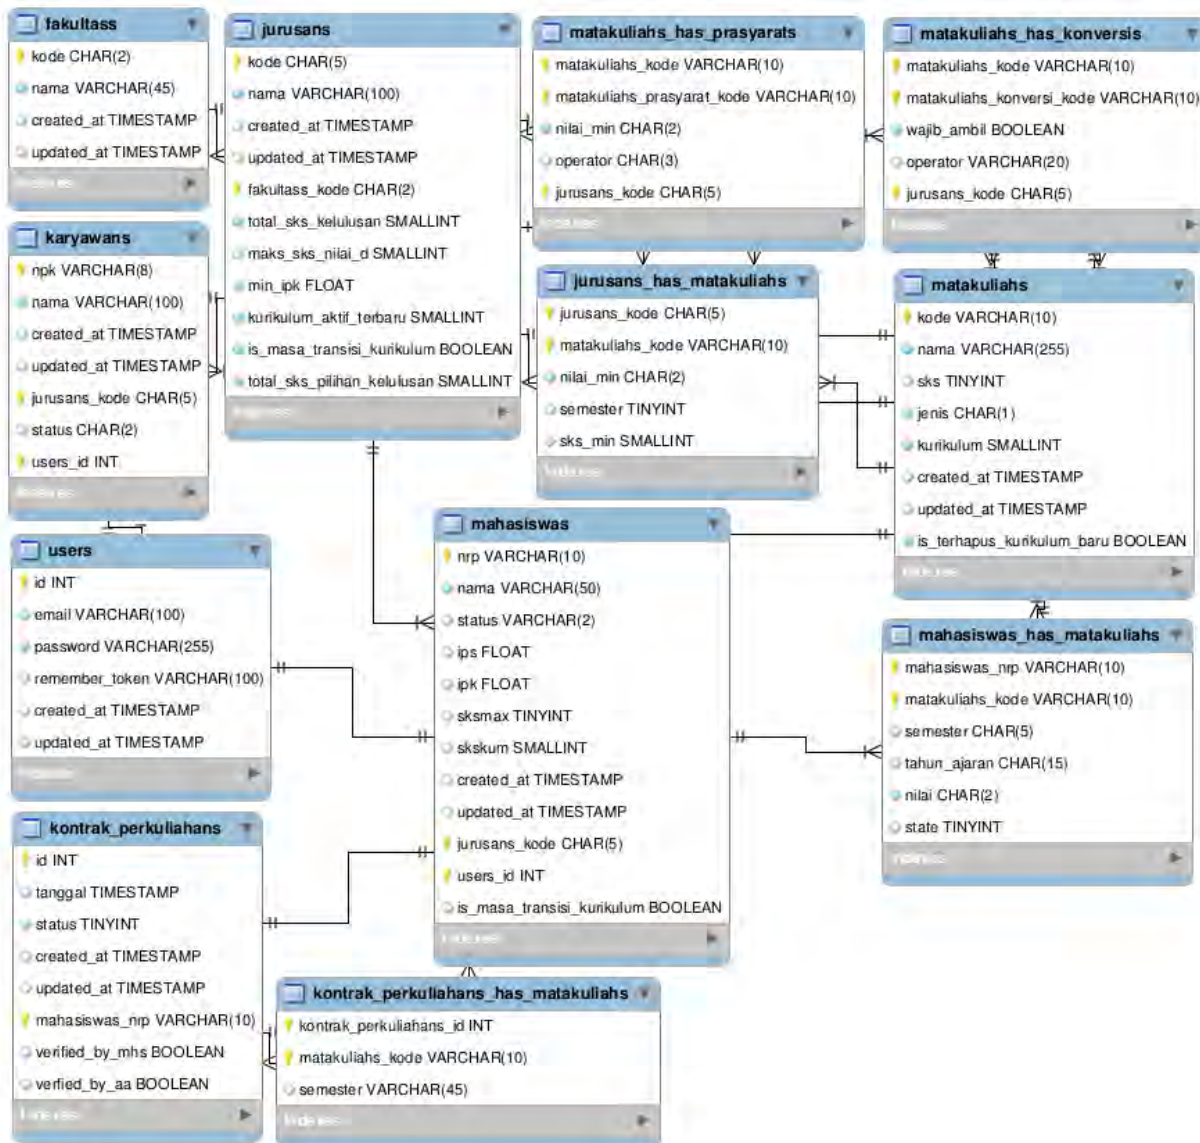 fakultass
kode CHAR(2)
nama VARCHAR(45)
created_at TIMESTAMP
updated_at TIMESTAMP
jurusans
kode CHAR(5)
nama VARCHAR(100)
created_at TIMESTAMP
updated_at TIMESTAMP
fakultass_kode CHAR(2)
total_sks_kelulusan SMALLINT
maks_sks_nilai_d SMALLINT
min_ipk FLOAT
kurikulum_aktif_terbaru SMALLINT
is_masa_transisi_kurikulum BOOLEAN
total_sks_pilihan_kelulusan SMALLINT
matakuliahs_has_prasyarats
matakuliahs_kode VARCHAR(10)
matakuliahs_prasyarat_kode VARCHAR(10)
nilai_min CHAR(2)
operator CHAR(3)
jurusans_kode CHAR(5)
matakuliahs_has_konversis
matakuliahs_kode VARCHAR(10)
matakuliahs_konversi_kode VARCHAR(10)
wajib_ambil BOOLEAN
operator VARCHAR(20)
jurusans_kode CHAR(5)
karyawans
npk VARCHAR(8)
nama VARCHAR(100)
created_at TIMESTAMP
updated_at TIMESTAMP
jurusans_kode CHAR(5)
status CHAR(2)
users_id INT
jurusans_has_matakuliahs
jurusans_kode CHAR(5)
matakuliahs_kode VARCHAR(10)
nilai_min CHAR(2)
semester TINYINT
sks_min SMALLINT
matakuliahs
kode VARCHAR(10)
nama VARCHAR(255)
sks TINYINT
jenis CHAR(1)
kurikulum SMALLINT
created_at TIMESTAMP
updated_at TIMESTAMP
is_terhapus_kurikulum_baru BOOLEAN
users
id INT
email VARCHAR(100)
password VARCHAR(255)
remember_token VARCHAR(100)
created_at TIMESTAMP
updated_at TIMESTAMP
mahasiswas
nrp VARCHAR(10)
nama VARCHAR(50)
status VARCHAR(2)
ips FLOAT
ipk FLOAT
sksmax TINYINT
skskum SMALLINT
created_at TIMESTAMP
updated_at TIMESTAMP
jurusans_kode CHAR(5)
users_id INT
is_masa_transisi_kurikulum BOOLEAN
mahasiswas_has_matakuliahs
mahasiswas_nrp VARCHAR(10)
matakuliahs_kode VARCHAR(10)
semester CHAR(5)
tahun_ajaran CHAR(15)
nilai CHAR(2)
state TINYINT
kontrak_perkuliahans
id INT
tanggal TIMESTAMP
status TINYINT
created_at TIMESTAMP
updated_at TIMESTAMP
mahasiswas_nrp VARCHAR(10)
verified_by_mhs BOOLEAN
verfied_by_aa BOOLEAN
kontrak_perkuliahans_has_matakuliahs
kontrak_perkuliahans_id INT
matakuliahs_kode VARCHAR(10)
semester VARCHAR(45)